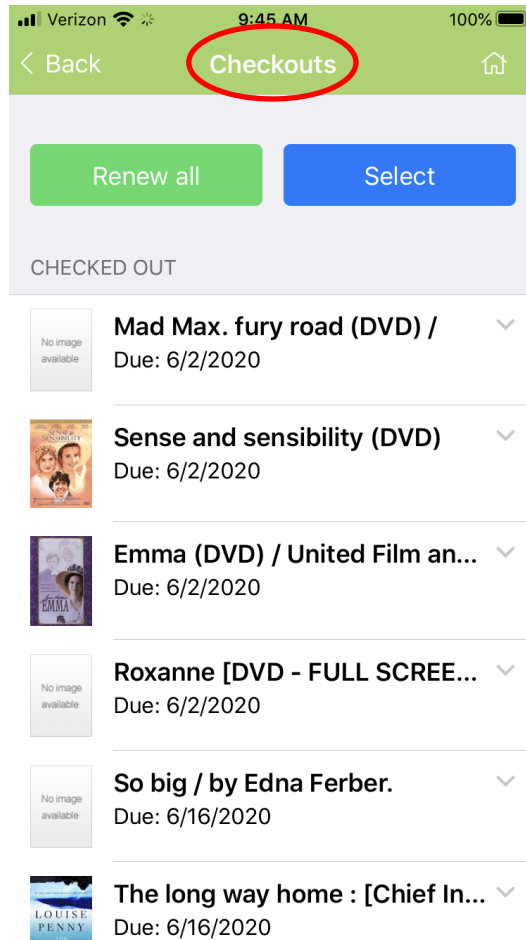 Verizon 9:45 AM 100%
Back Checkouts
Renew all Select
CHECKED OUT
No image
available
Mad Max. fury road (DVD) /
Due: 6/2/2020
SENSE &
SENSIBILITY
Sense and sensibility (DVD)
Due: 6/2/2020
EMMA
Emma (DVD) / United Film an...
Due: 6/2/2020
No image
available
Roxanne [DVD - FULL SCREE...
Due: 6/2/2020
No image
available
So big / by Edna Ferber.
Due: 6/16/2020
LOUISE
PENNY
The long way home : [Chief In...
Due: 6/16/2020